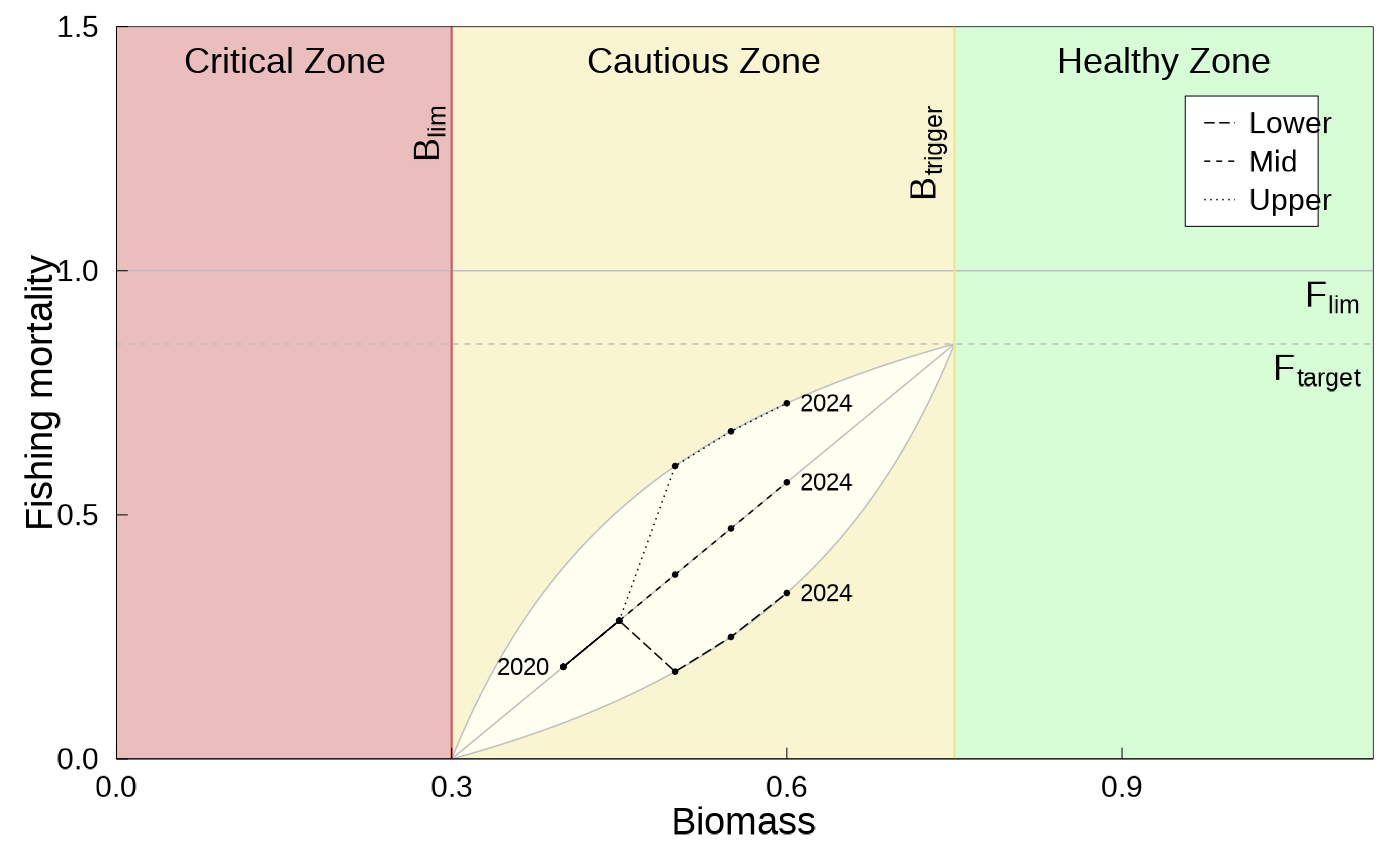 1.5
Critical Zone
Cautious Zone
Healthy Zone
Blim
Btrigger
Lower
Mid
Upper
1.0
Flim
Ftarget
Fishing mortality
0.5
2024
2024
2024
2020
0.0
0.0
0.3
0.6
0.9
Biomass